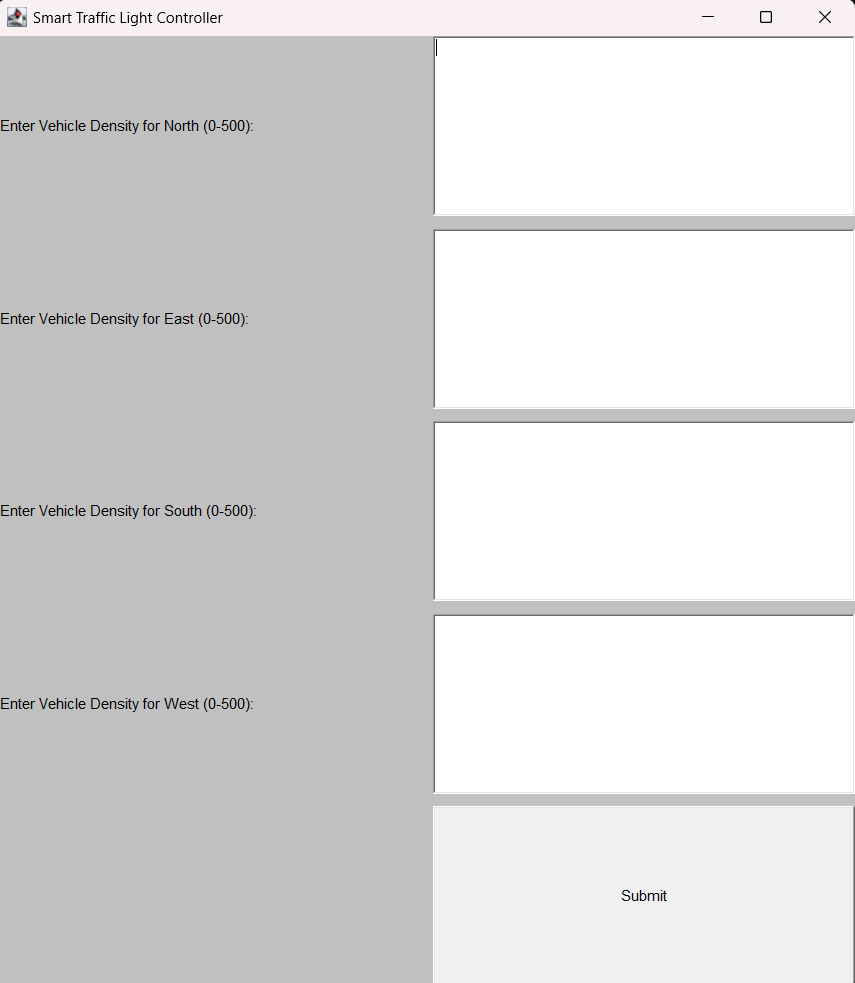 Smart Traffic Light Controller
Enter Vehicle Density for North (0-500):
Enter Vehicle Density for East (0-500):
Enter Vehicle Density for South (0-500):
Enter Vehicle Density for West (0-500):
Submit